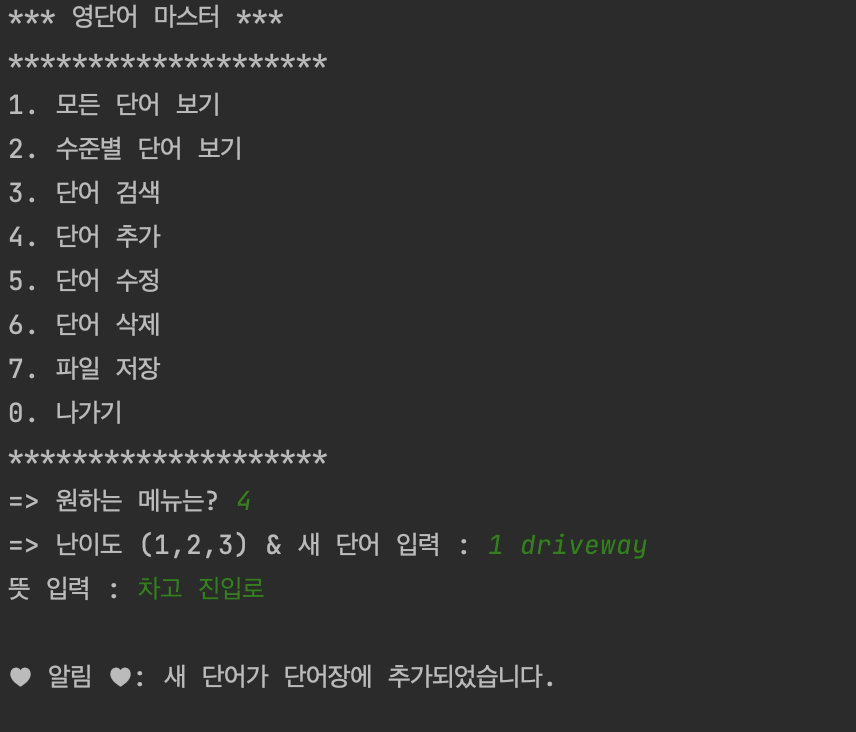 *** 영단어 마스터 ***
********************
1. 모든 단어 보기
2. 수준별 단어 보기
3. 단어 검색
4. 단어 추가
5. 단어 수정
6. 단어 삭제
7. 파일 저장
0. 나가기
********************
=> 원하는 메뉴는? 4
=> 난이도 (1,2,3) & 새 단어 입력 : 1 driveway
뜻 입력 : 차고 진입로
♥ 알림 ♥: 새 단어가 단어장에 추가되었습니다.